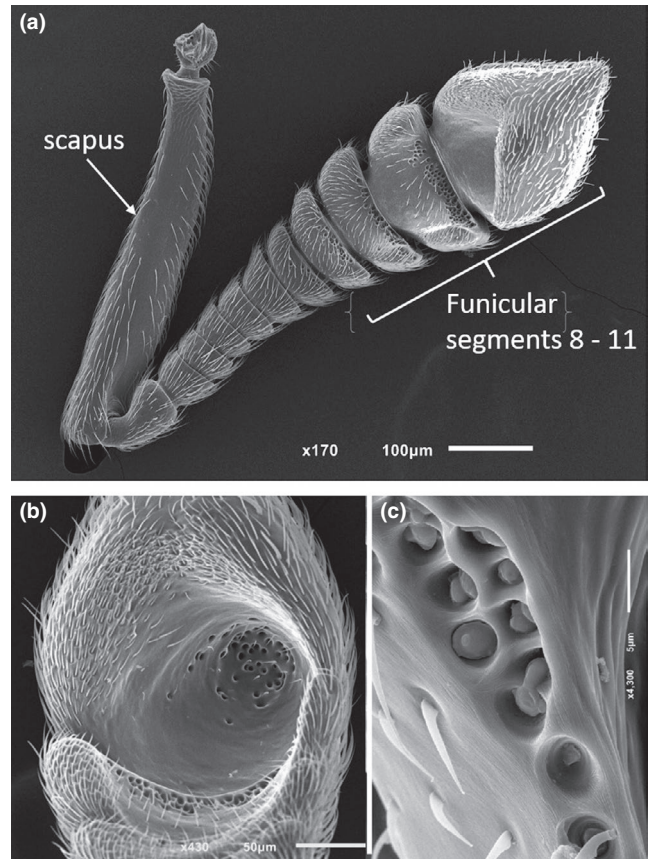 (a)
scapus
Funicular
segments 8 - 11
x170 100µm
(b)
x430 50µm
(c)
x4,300 5µm